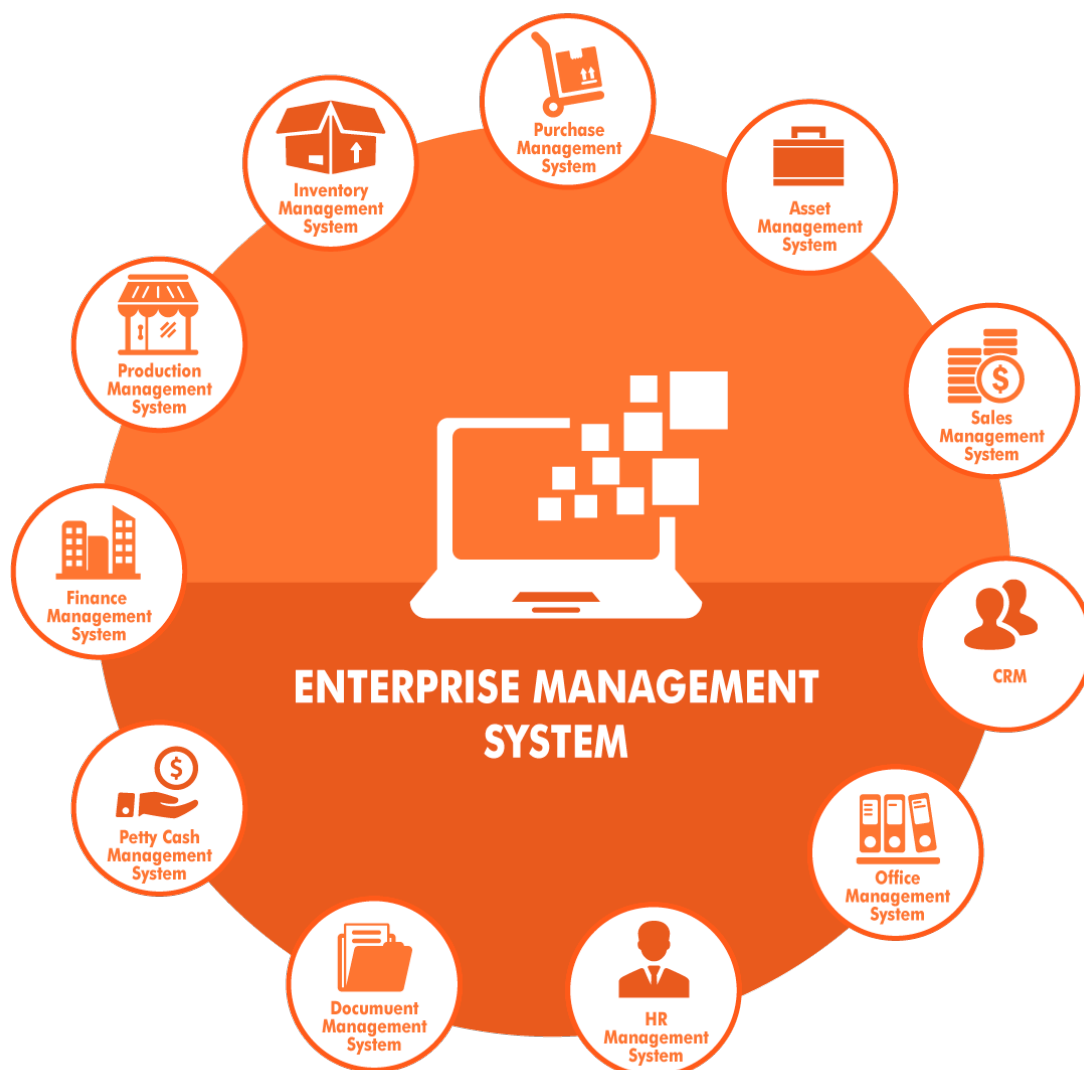 Purchase
Management
System
Inventory
Management
System
Asset
Management
System
Production
Management
System
$
Sales
Management
System
Finance
Management
System
CRM
ENTERPRISE MANAGEMENT
SYSTEM
$
Petty Cash
Management
System
Office
Management
System
Documuent
Management
System
HR
Management
System